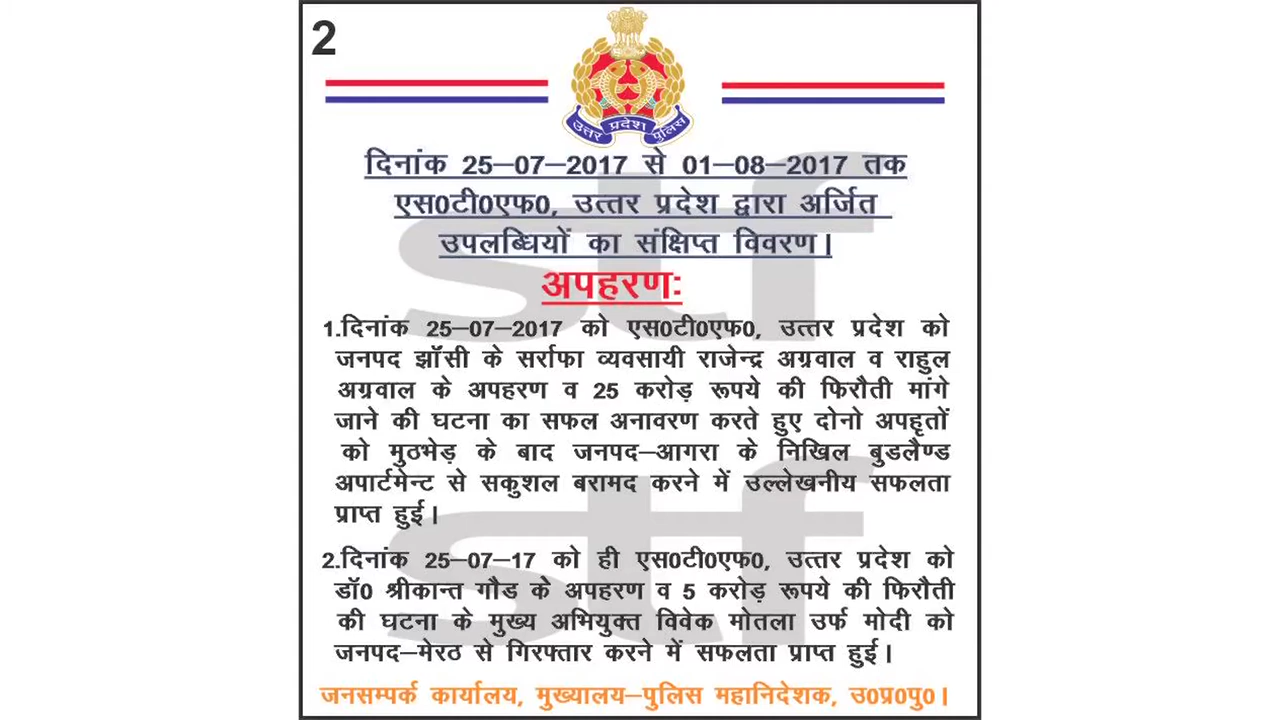 2
उत्तर प्रदेश पुलिस
दिनांक 25–07–2017 से 01–08–2017 तक
एस0टी0एफ0, उत्तर प्रदेश द्वारा अर्जित
उपलब्धियों का संक्षिप्त विवरण।
अपहरणः
1.दिनांक 25–07–2017 को एस0टी0एफ0, उत्तर प्रदेश को
जनपद झॉसी के सर्राफा व्यवसायी राजेन्द्र अग्रवाल व राहुल
अग्रवाल के अपहरण व 25 करोड़ रूपये की फिरौती मांगे
जाने की घटना का सफल अनावरण करते हुए दोनो अपहृतों
को मुठभेड़ के बाद जनपद–आगरा के निखिल बुडलैण्ड
अपार्टमेन्ट से सकुशल बरामद करने में उल्लेखनीय सफलता
प्राप्त हुई।
2.दिनांक 25–07–17 को ही एस0टी0एफ0, उत्तर प्रदेश को
डॉ0 श्रीकान्त गौड के अपहरण व 5 करोड़ रूपये की फिरौती
की घटना के मुख्य अभियुक्त विवेक मोतला उर्फ मोदी को
जनपद–मेरठ से गिरफ्तार करने में सफलता प्राप्त हुई।
जनसम्पर्क कार्यालय, मुख्यालय–पुलिस महानिदेशक, उ0प्र0पु0।
stf
stf